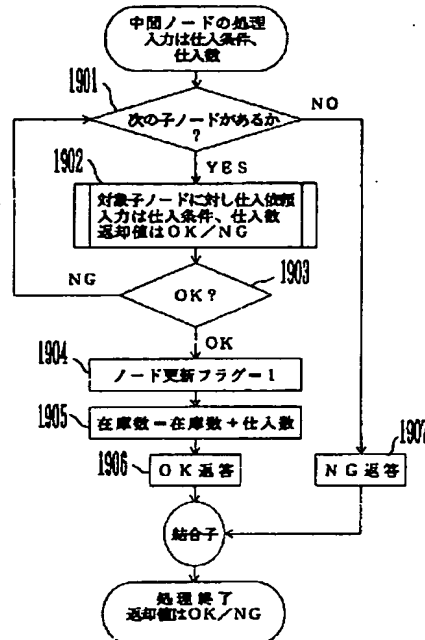 中間ノードの処理
入力は仕入条件、
仕入数
1901
次の子ノードがあるか
?
NO
YES
1902
対象子ノードに対し仕入依頼
入力は仕入条件、仕入数
返却値はOK/NG
NG
1903
OK?
OK
1904
ノード更新フラグー1
1905
在庫数ー在庫数+仕入数
1906
OK返答
1907
NG返答
結合子
処理終了
返却値はOK/NG